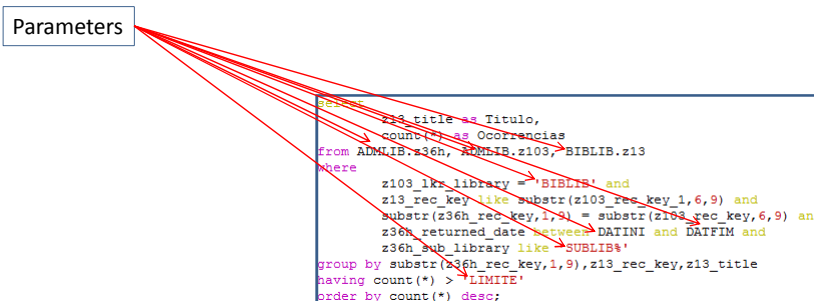 Parameters
select
z13_title as Titulo,
count(*) as Ocorrencias
from ADMLIB.z36h, ADMLIB.z103, BIBLIB.z13
where
z103_lkr_library = 'BIBLIB' and
z13_rec_key like substr(z103_rec_key_1,6,9) and
substr(z36h_rec_key,1,9) = substr(z103_rec_key,6,9) an
z36h_returned_date between DATINI and DATFIM and
z36h_sub_library like 'SUBLIB%'
group by substr(z36h_rec_key,1,9),z13_rec_key,z13_title
having count(*) > 'LIMITE'
order by count(*) desc;